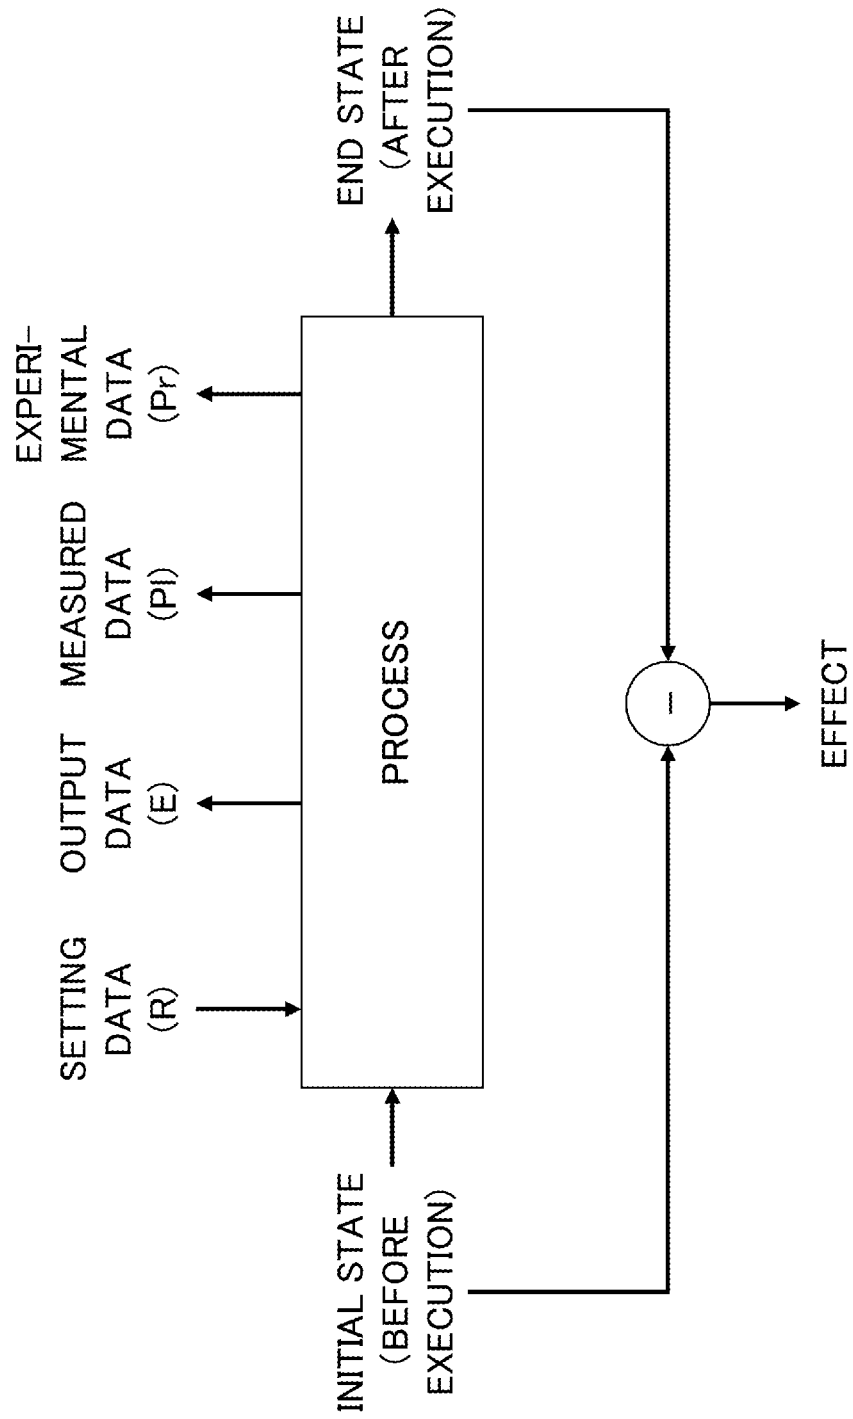 SETTING
DATA
(R)
OUTPUT
DATA
(E)
MEASURED
DATA
(Pl)
EXPERI-
MENTAL
DATA
(Pr)
INITIAL STATE
(BEFORE
EXECUTION)
PROCESS
END STATE
(AFTER
EXECUTION)
−
EFFECT